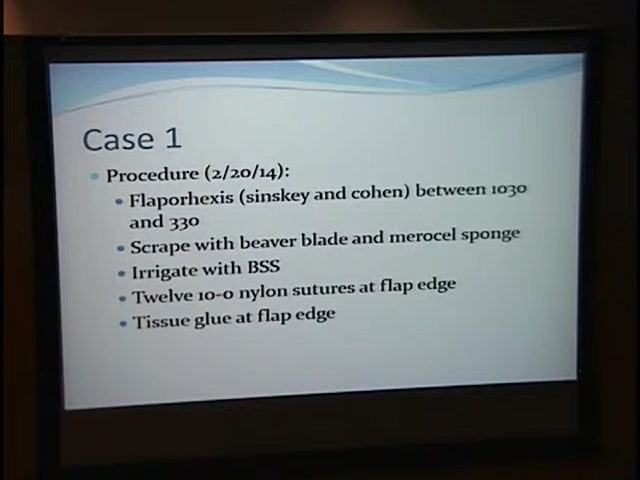 Case 1
Procedure (2/20/14):
Flaporhexis (sinskey and cohen) between 1030
and 330
Scrape with beaver blade and merocel sponge
Irrigate with BSS
Twelve 10-0 nylon sutures at flap edge
Tissue glue at flap edge